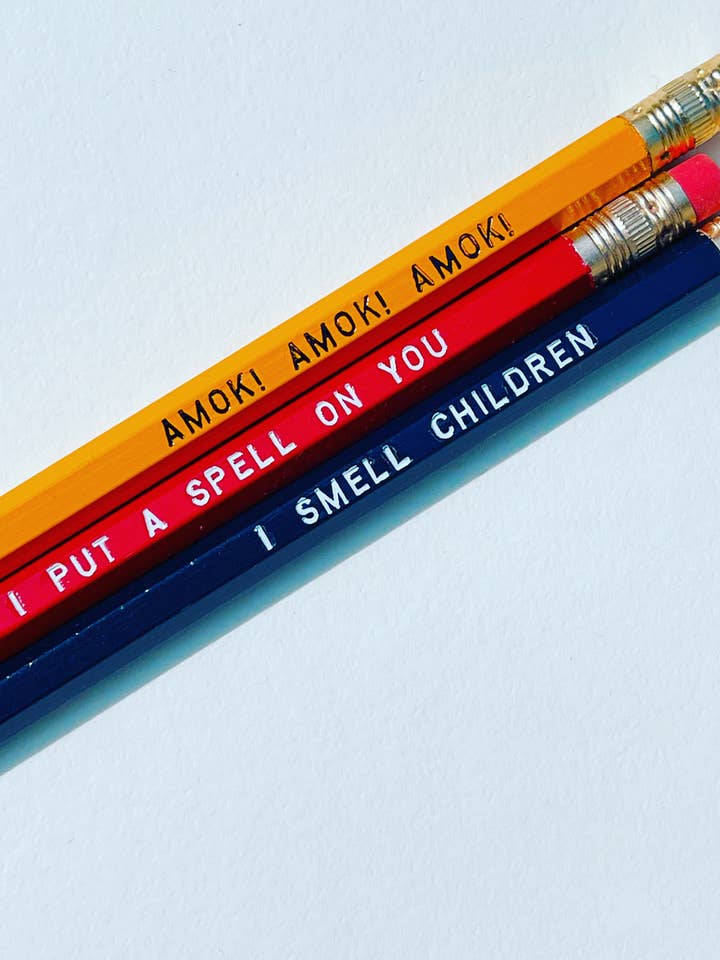 AMOK! AMOK! AMOK!
I PUT A SPELL ON YOU
I SMELL CHILDREN